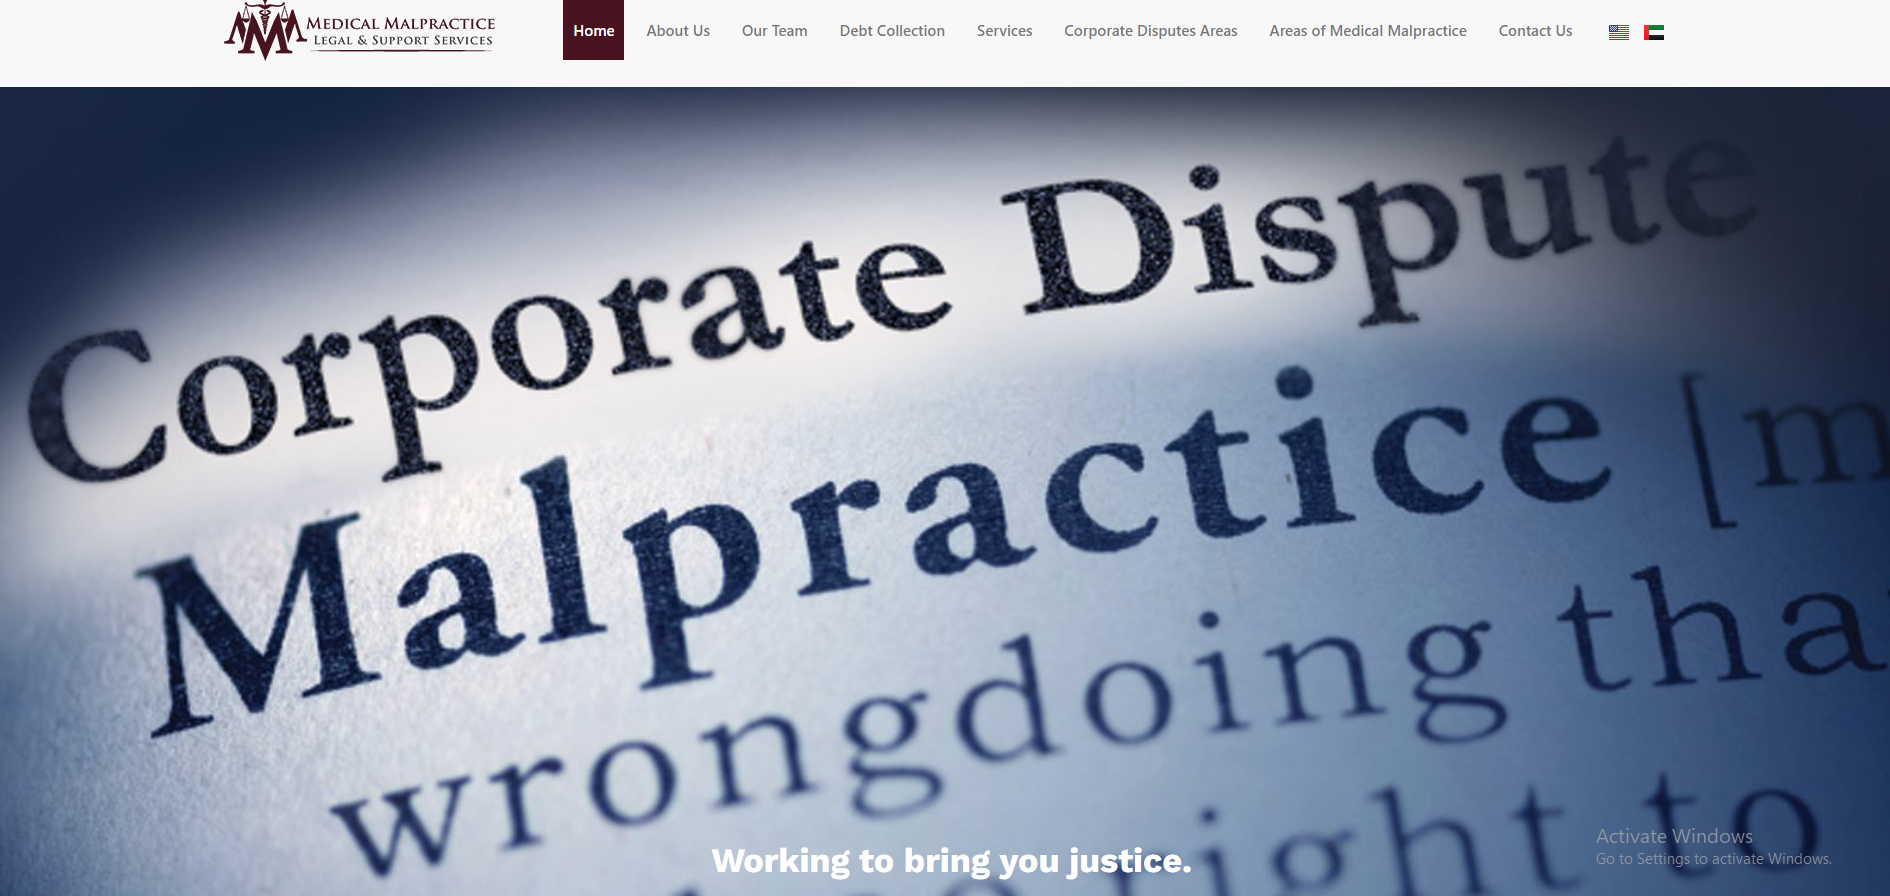 MEDICAL MALPRACTICE
LEGAL & SUPPORT SERVICES
Home About Us Our Team Debt Collection Services Corporate Disputes Areas Areas of Medical Malpractice Contact Us
Corporate Dispute
Malpractice [m
wrongdoing tha
right to
Working to bring you justice.
Activate Windows
Go to Settings to activate Windows.